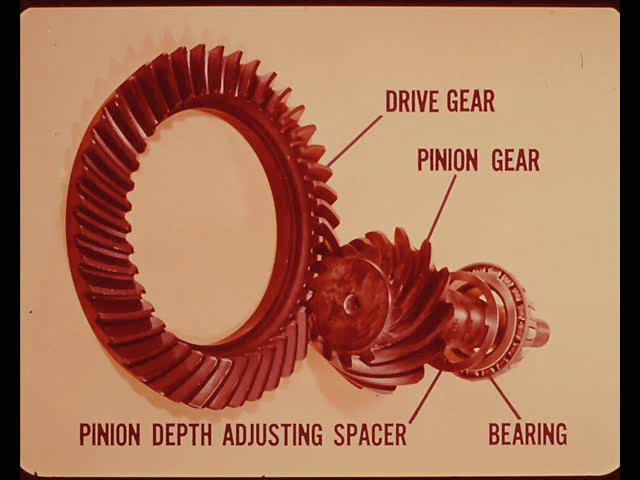 DRIVE GEAR
PINION GEAR
PINION DEPTH ADJUSTING SPACER
BEARING